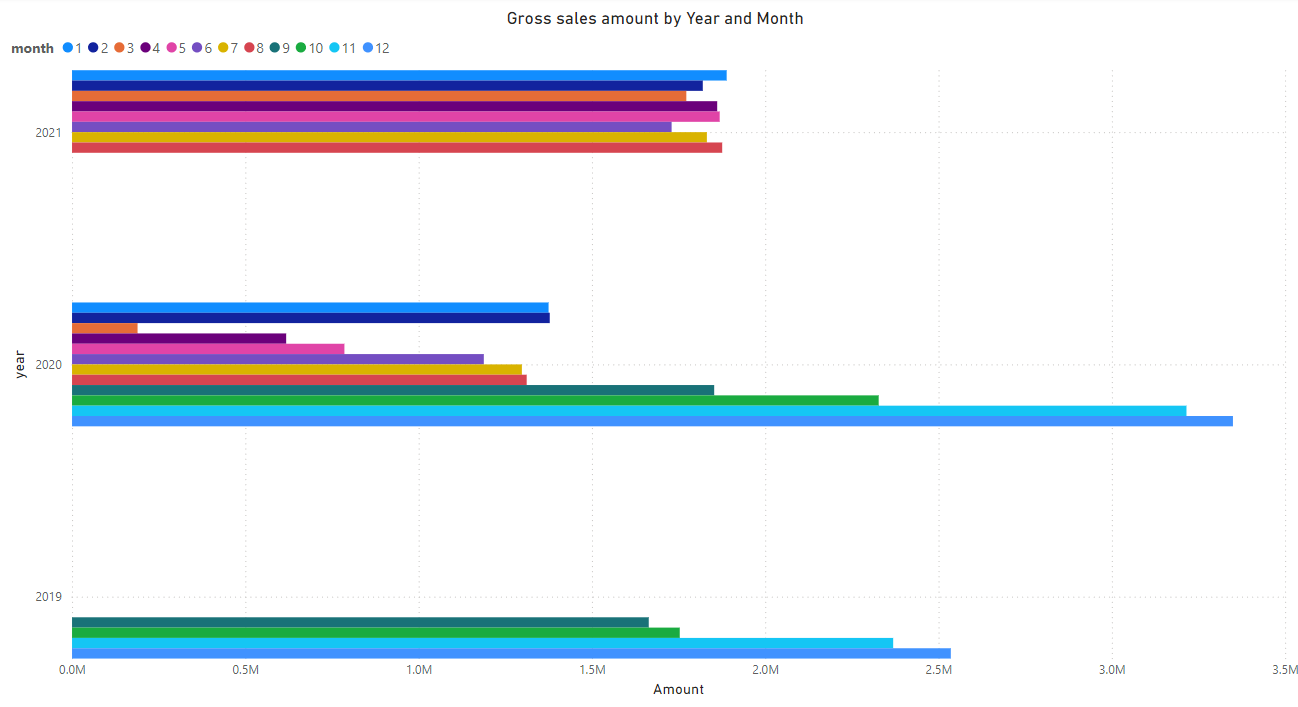 Gross sales amount by Year and Month
month 1 2 3 4 5 6 7 8 9 10 11 12
2021
2020
2019
year
0.0M 0.5M 1.0M 1.5M 2.0M 2.5M 3.0M 3.5M
Amount